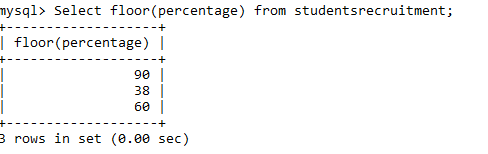 mysql> Select floor(percentage) from studentsrecruitment;
+-------------------+
| floor(percentage) |
+-------------------+
|                90 |
|                38 |
|                60 |
+-------------------+
3 rows in set (0.00 sec)